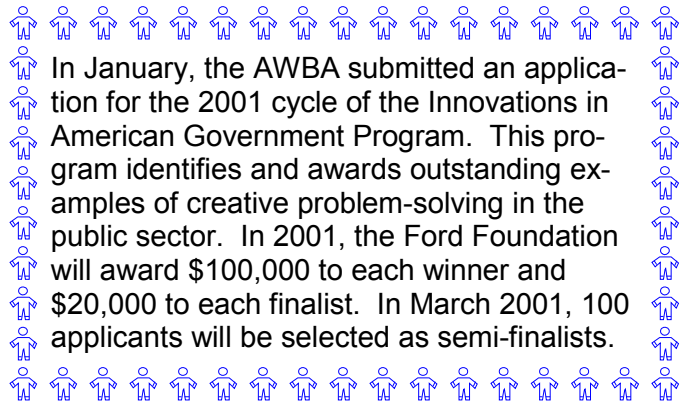 In January, the AWBA submitted an applica-
tion for the 2001 cycle of the Innovations in
American Government Program.  This pro-
gram identifies and awards outstanding ex-
amples of creative problem-solving in the
public sector.  In 2001, the Ford Foundation
will award $100,000 to each winner and
$20,000 to each finalist.  In March 2001, 100
applicants will be selected as semi-finalists.